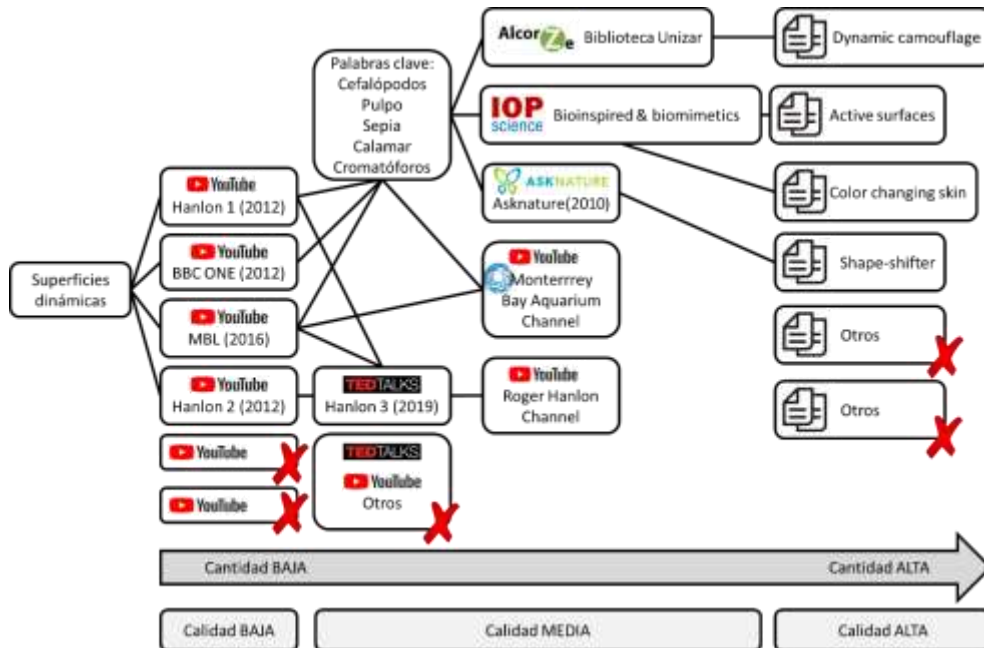 Superficies
dinámicas
YouTube
Hanlon 1 (2012)
YouTube
BBC ONE (2012)
YouTube
MBL (2016)
YouTube
Hanlon 2 (2012)
YouTube
YouTube
Palabras clave:
Cefalópodos
Pulpo
Sepia
Calamar
Cromatóforos
TEDTALKS
Hanlon 3 (2019)
TEDTALKS
YouTube
Otros
AlcorZe Biblioteca Unizar
IOP
science
Bioinspired & biomimetics
ASKNATURE
Asknature(2010)
YouTube
Monterrrey
Bay Aquarium
Channel
YouTube
Roger Hanlon
Channel
Dynamic camouflage
Active surfaces
Color changing skin
Shape-shifter
Otros
Otros
Cantidad BAJA
Cantidad ALTA
Calidad BAJA
Calidad MEDIA
Calidad ALTA